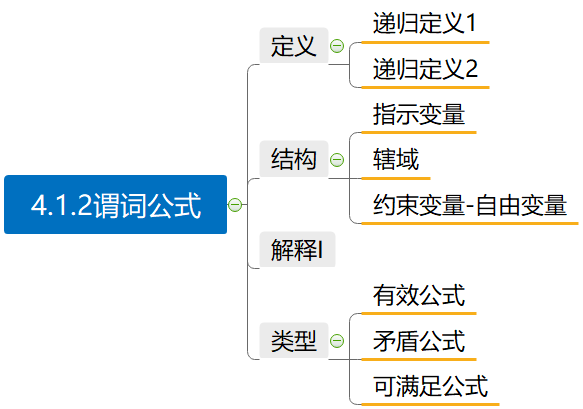 4.1.2谓词公式
定义
递归定义1
递归定义2
结构
指示变量
辖域
约束变量-自由变量
解释I
类型
有效公式
矛盾公式
可满足公式